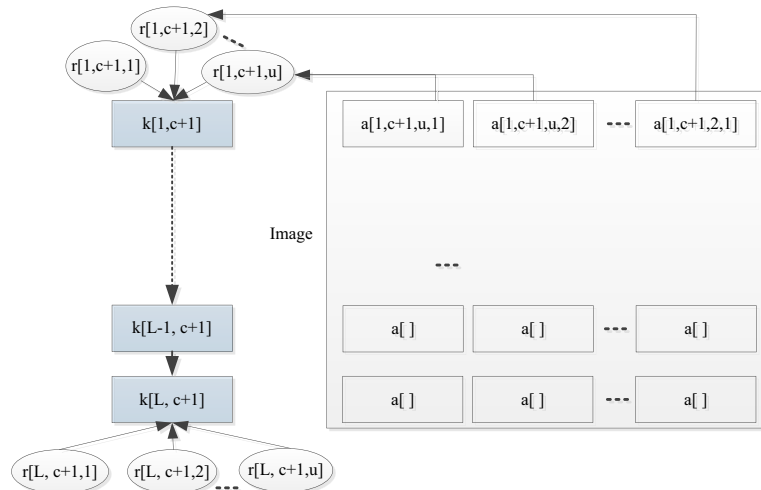 r[1,c+1,2]
r[1,c+1,1]
r[1,c+1,u]
k[1,c+1]
a[1,c+1,u,1]
a[1,c+1,u,2]
a[1,c+1,2,1]
Image
k[L-1, c+1]
a[ ]
a[ ]
a[ ]
k[L, c+1]
a[ ]
a[ ]
a[ ]
r[L, c+1,1]
r[L, c+1,2]
r[L, c+1,u]